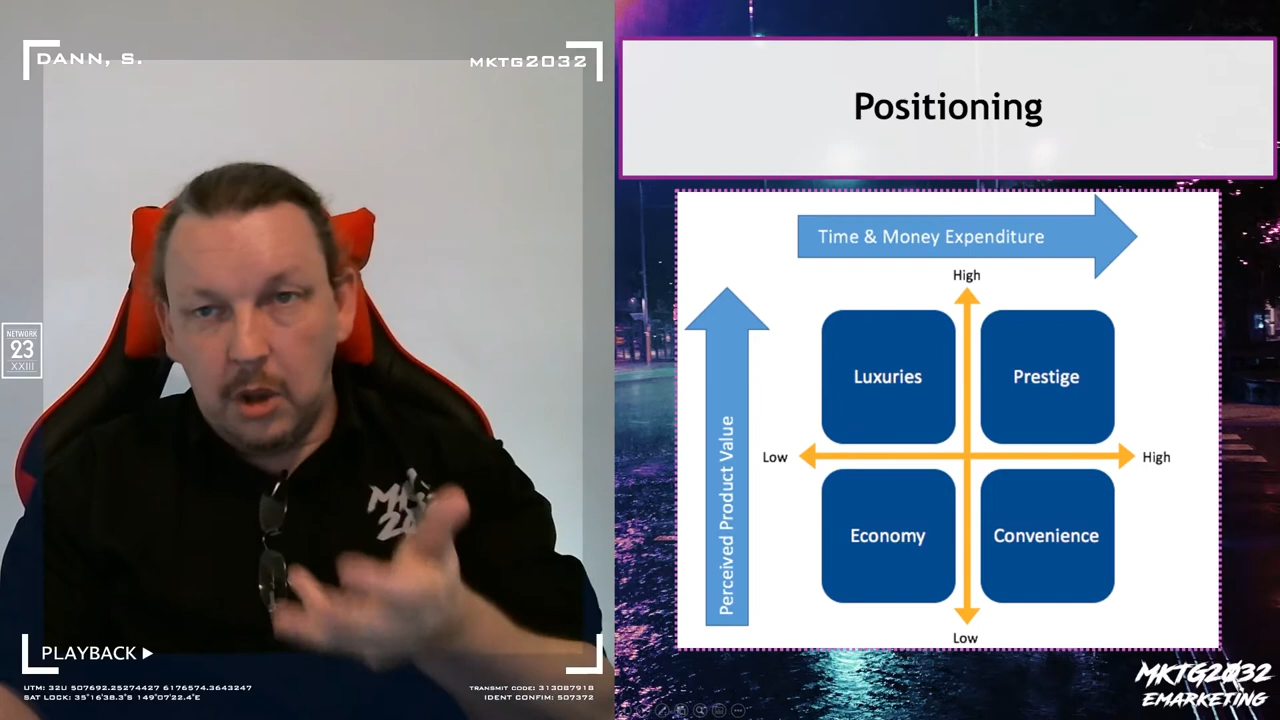 DANN, S.
MKTG2032
NETWORK
23
XXIII
PLAYBACK
UTM: 32U 507692.25274427 6176574.3643247
SAT LOCK: 35°16'38.3"S 149°07'22.4"E
TRANSMIT CODE: 313087918
IDENT CONFIM: 507372
Positioning
Time & Money Expenditure
High
Luxuries
Prestige
Perceived Product Value
Low
High
Economy
Convenience
Low
MKTG2032
EMARKETING